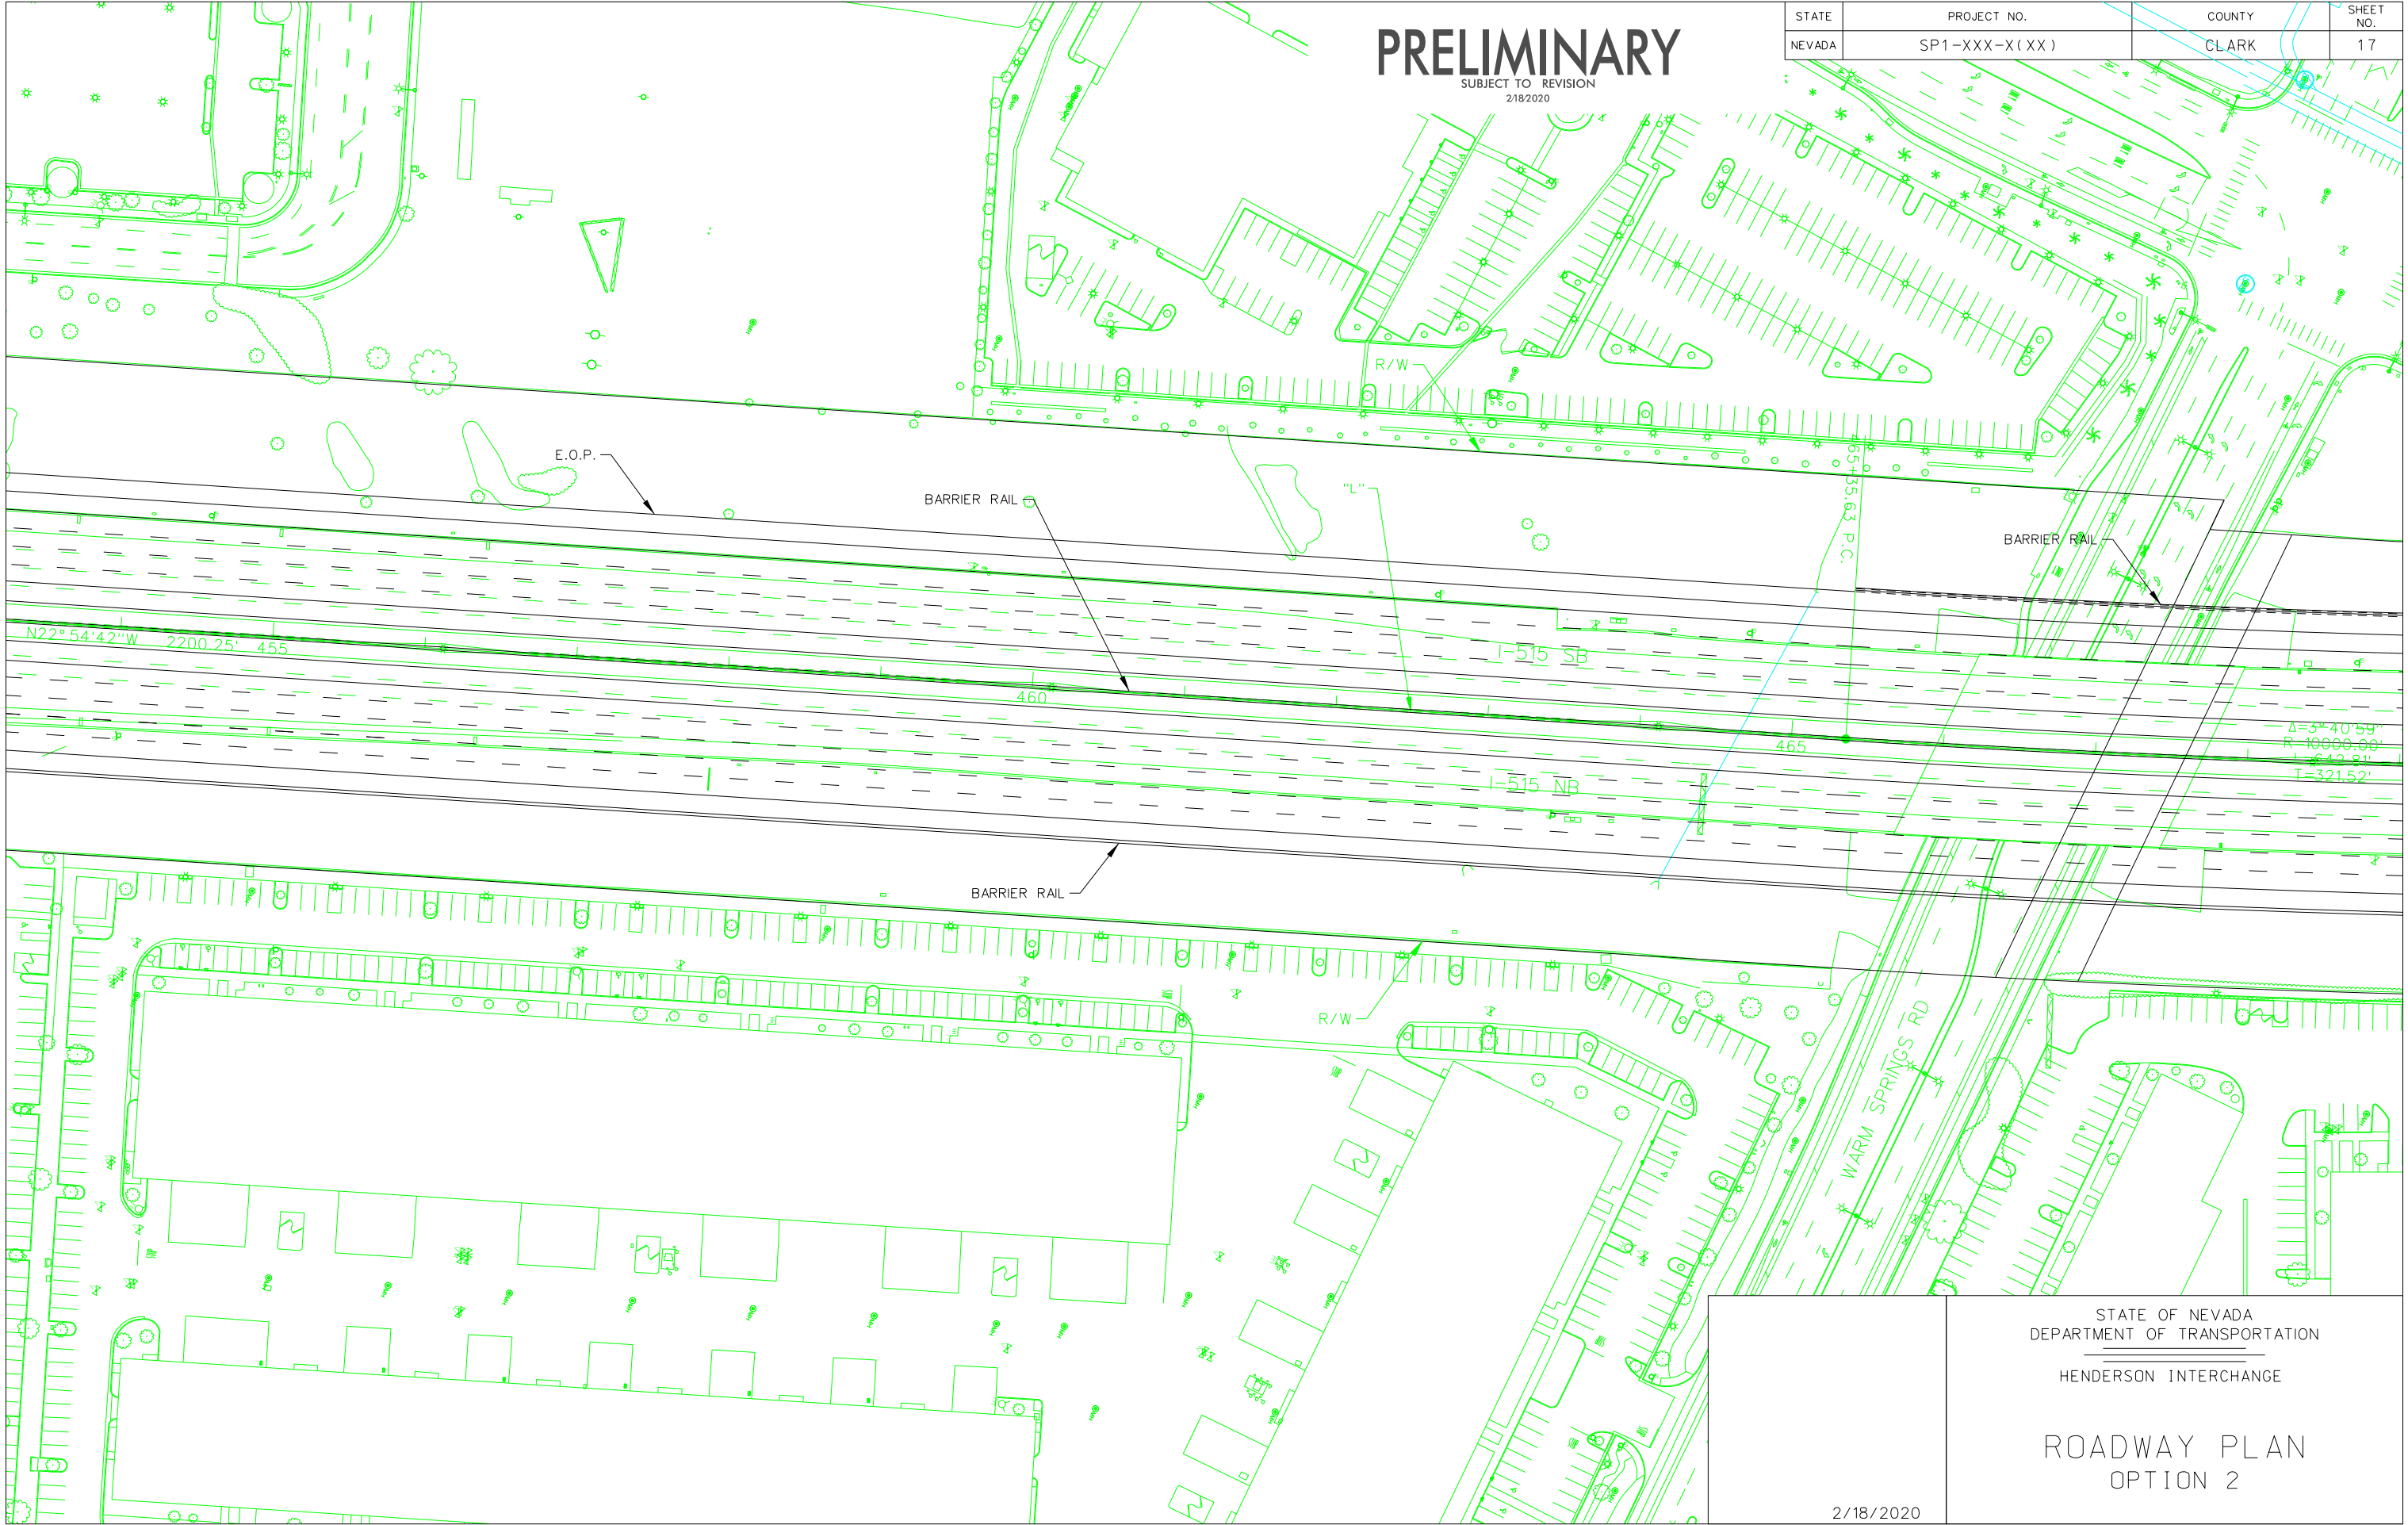 PRELIMINARY
SUBJECT TO REVISION
2/18/2020
STATE PROJECT NO. COUNTY SHEET NO.
NEVADA SP1-XXX-X(XX) CLARK 17
R/W
E.O.P.
BARRIER RAIL
"L"
465+35.63 P.C.
BARRIER RAIL
N22°54'42"W 2200.25' 455
I-515 SB
460
465
Δ=3°40'59"
R=10000.00'
L=642.81'
T=321.52'
I-515 NB
BARRIER RAIL
R/W
WARM SPRINGS RD
STATE OF NEVADA
DEPARTMENT OF TRANSPORTATION
HENDERSON INTERCHANGE
ROADWAY PLAN
OPTION 2
2/18/2020